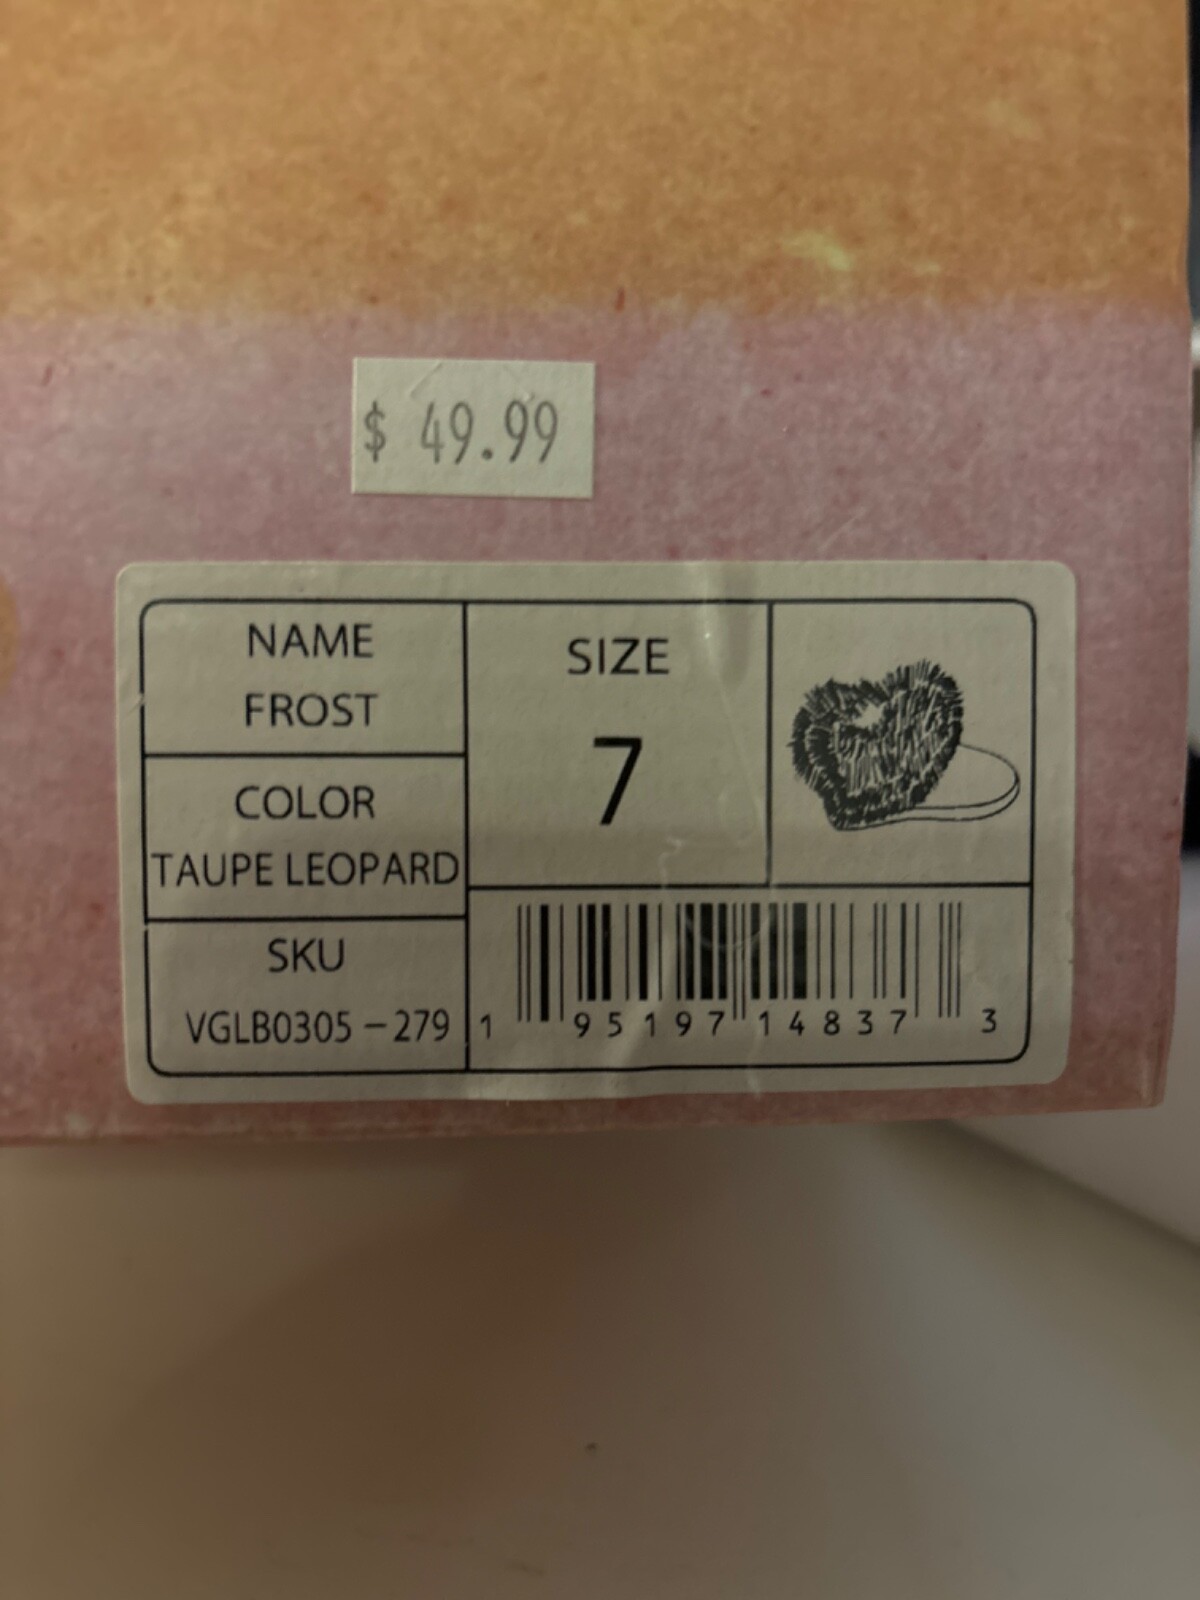 $ 49.99
NAME
FROST
COLOR
TAUPE LEOPARD
SKU
VGLB0305-279
SIZE
7
1 95197 14837 3